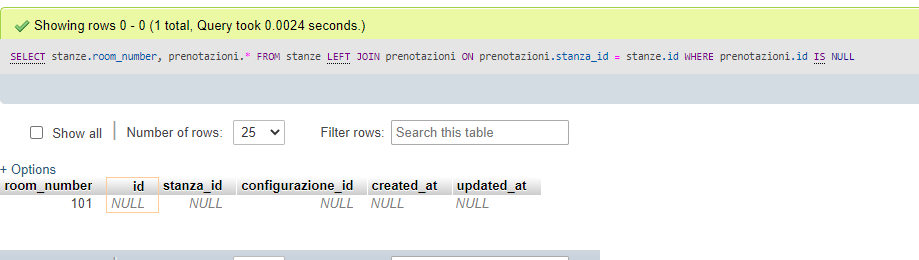 Showing rows 0 - 0 (1 total, Query took 0.0024 seconds.)
SELECT stanze.room_number, prenotazioni.* FROM stanze LEFT JOIN prenotazioni ON prenotazioni.stanza_id = stanze.id WHERE prenotazioni.id IS NULL
Show all Number of rows: 25 Filter rows: Search this table
+ Options
room_number id stanza_id configurazione_id created_at updated_at
101 NULL NULL NULL NULL NULL